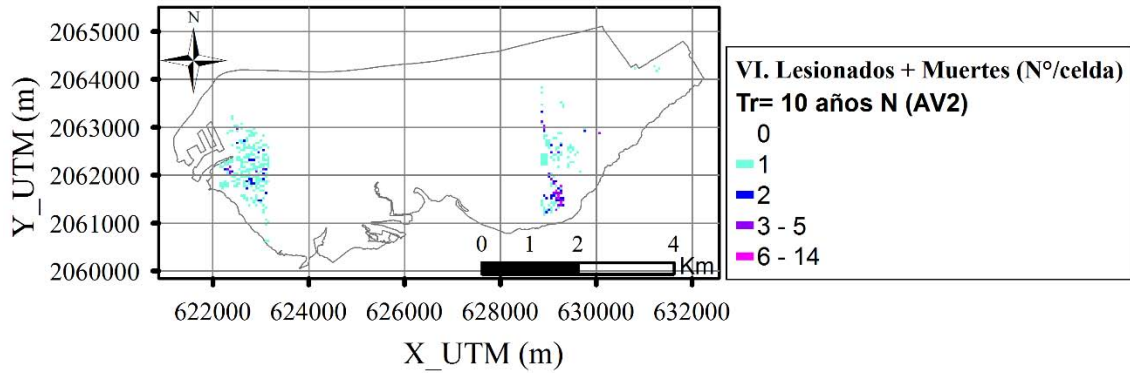 N
2065000
2064000
2063000
2062000
2061000
2060000
Y_UTM (m)
0 1 2 4
Km
622000 624000 626000 628000 630000 632000
X_UTM (m)
VI. Lesionados + Muertes (N°/celda)
Tr= 10 años N (AV2)
0
1
2
3 - 5
6 - 14